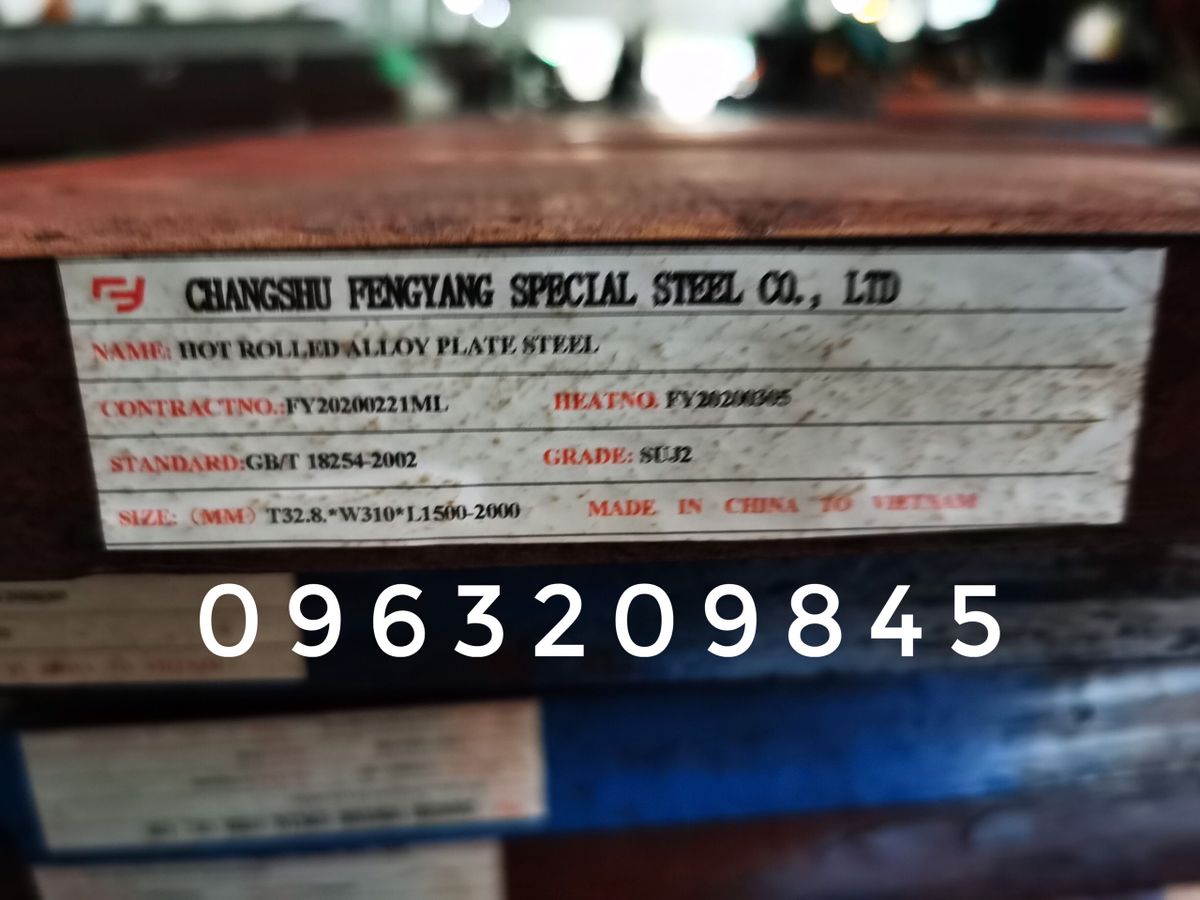 FY CHANGSHU FENGYANG SPECIAL STEEL CO., LTD
NAME: HOT ROLLED ALLOY PLATE STEEL
CONTRACTNO.:FY20200221ML HEATNO. FY20200305
STANDARD:GB/T 18254-2002 GRADE: SUJ2
SIZE:（MM）T32.8.*W310*L1500-2000 MADE IN CHINA TO VIETNAM
0963209845